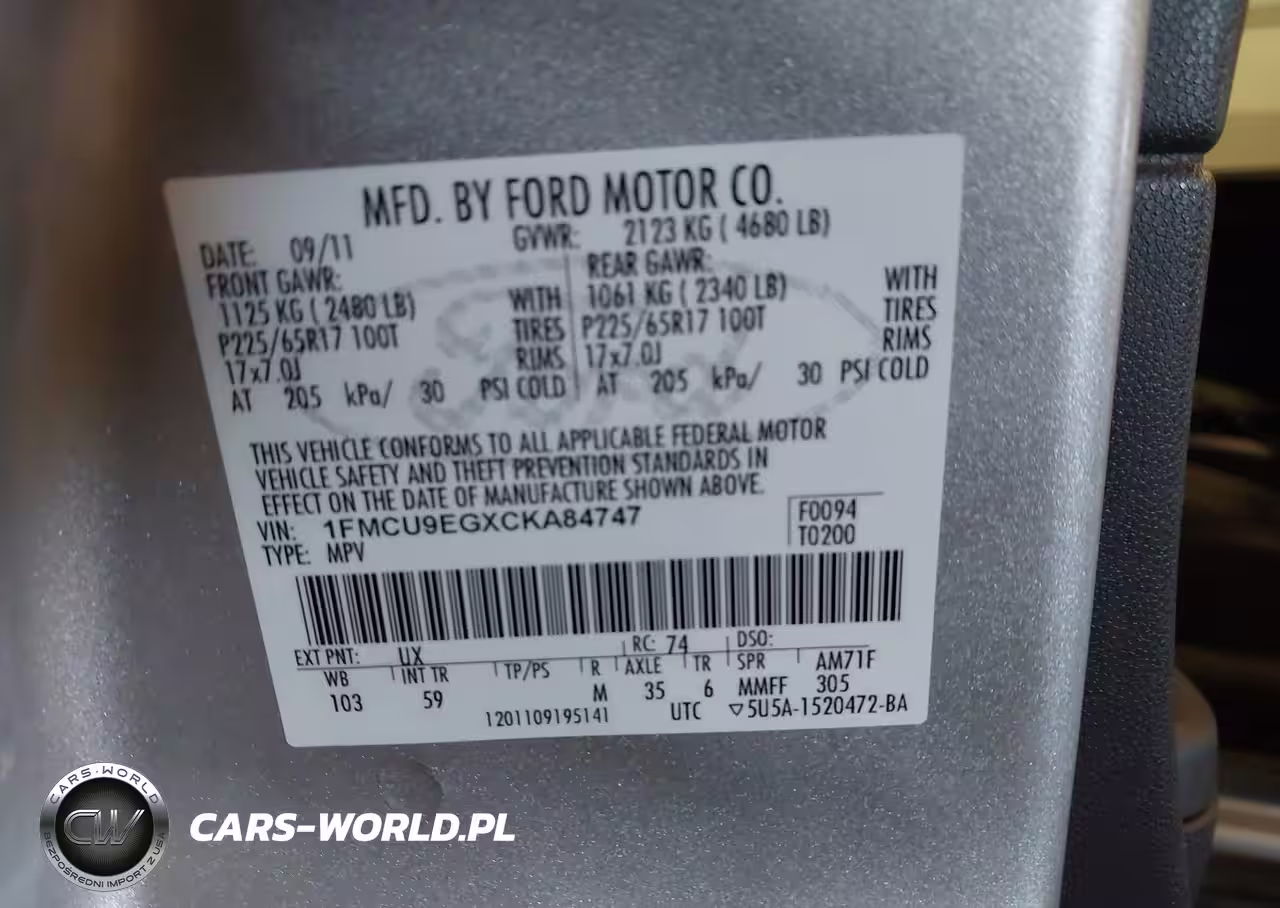 MFD. BY FORD MOTOR CO.
DATE: 09/11 GVWR: 2123 KG ( 4680 LB)
FRONT GAWR: REAR GAWR:
1125 KG ( 2480 LB) WITH 1061 KG ( 2340 LB) WITH
P225/65R17 100T TIRES P225/65R17 100T TIRES
17x7.0J RIMS 17x7.0J RIMS
AT 205 kPa/ 30 PSI COLD AT 205 kPa/ 30 PSI COLD
THIS VEHICLE CONFORMS TO ALL APPLICABLE FEDERAL MOTOR
VEHICLE SAFETY AND THEFT PREVENTION STANDARDS IN
EFFECT ON THE DATE OF MANUFACTURE SHOWN ABOVE.
VIN: 1FMCU9EGXCKA84747 F0094
TYPE: MPV T0200
EXT PNT: UX RC: 74 DSO:
WB INT TR TP/PS R AXLE TR SPR AM71F
103 59 M 35 6 MMFF 305
1201109195141 UTC ▽5U5A-1520472-BA
CARS-WORLD
CW
BEZPOŚREDNI IMPORT Z USA
CARS-WORLD.PL